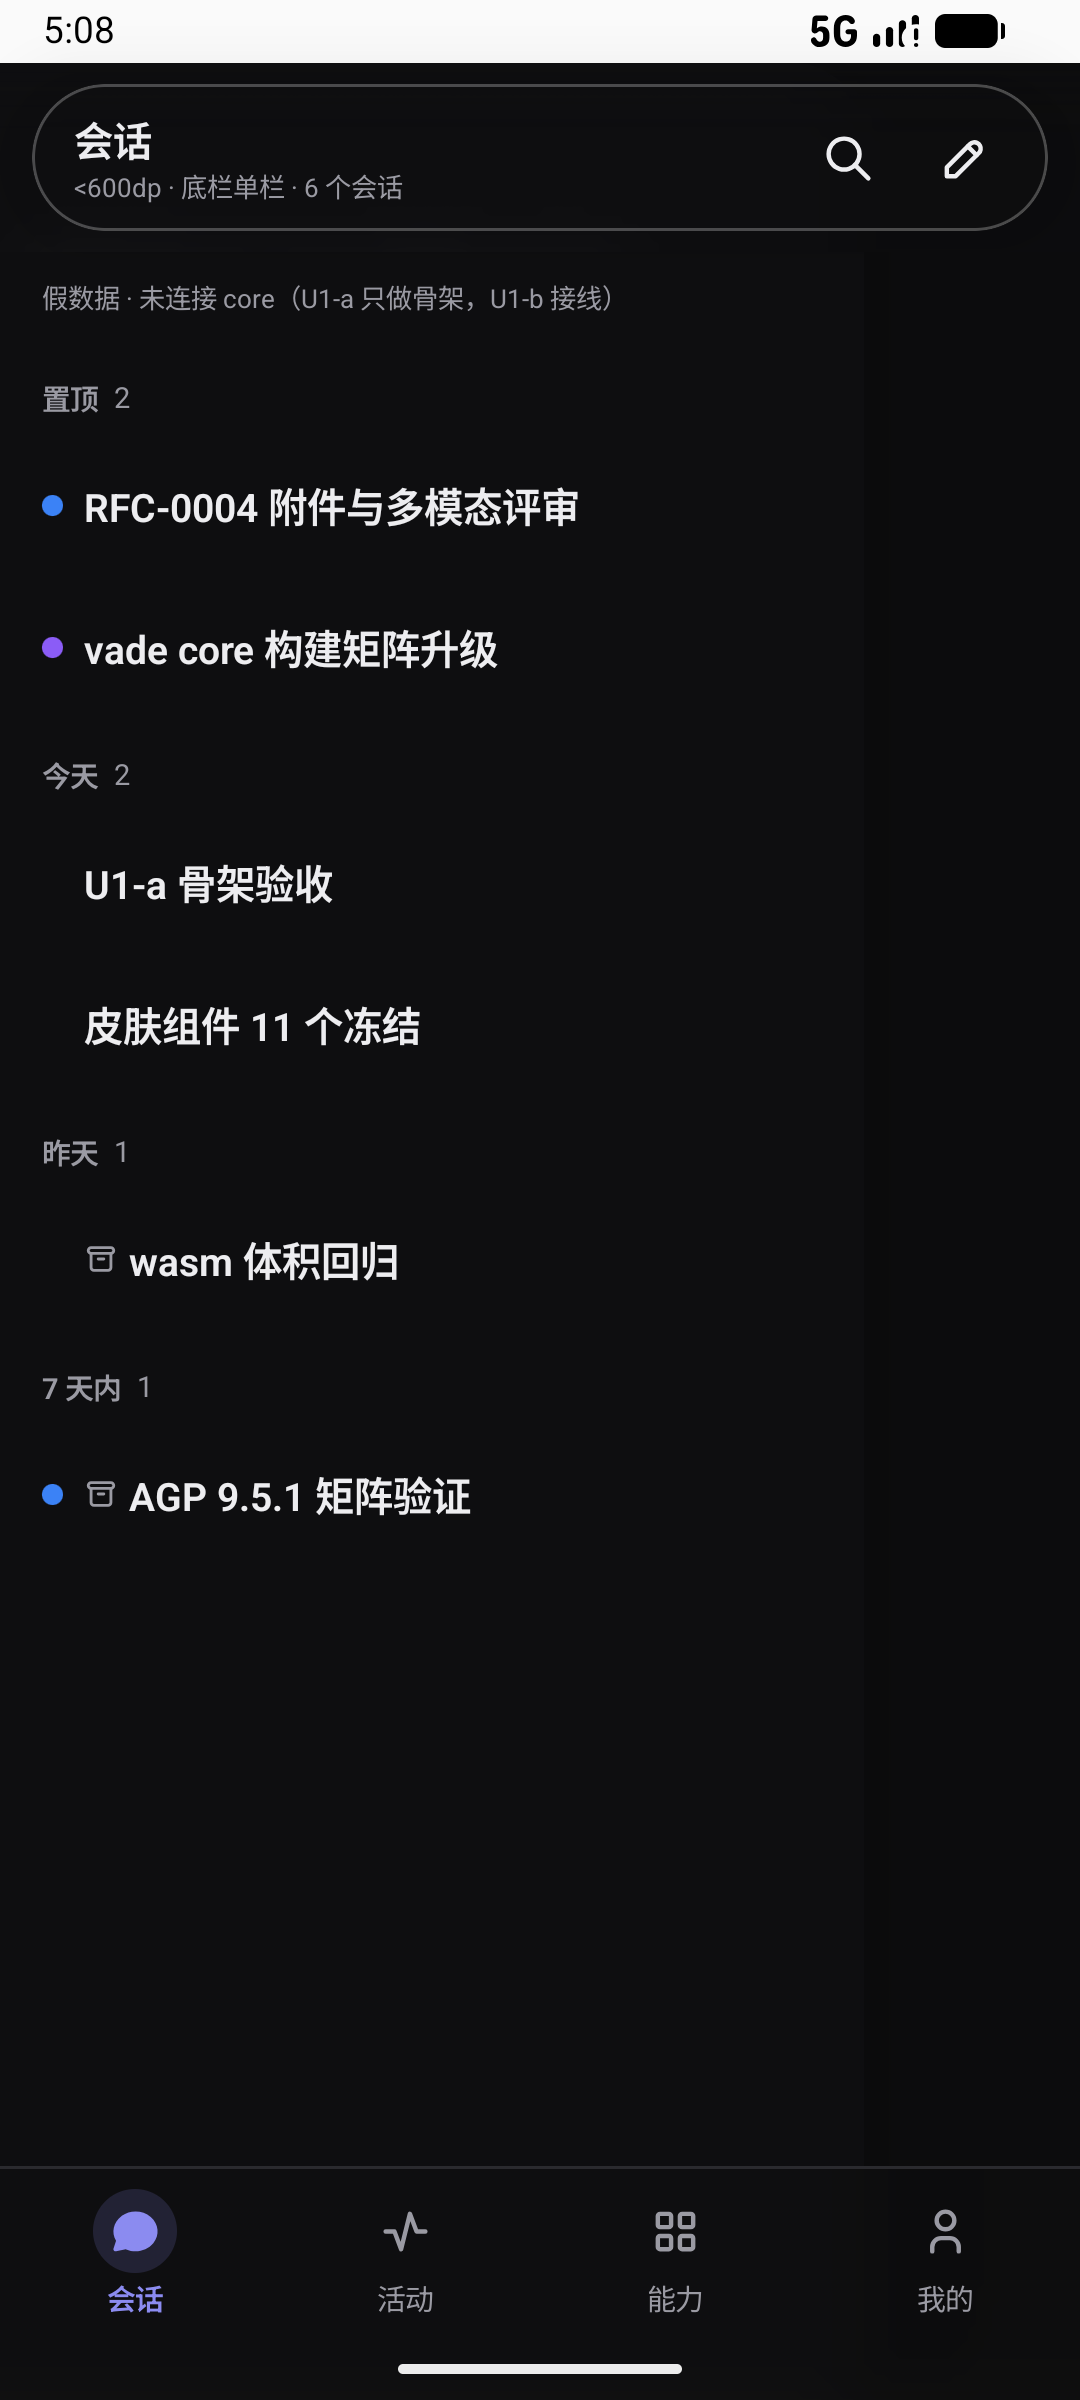 5:08
5G
会话
<600dp · 底栏单栏 · 6 个会话
假数据 · 未连接 core（U1-a 只做骨架，U1-b 接线）
置顶 2
RFC-0004 附件与多模态评审
vade core 构建矩阵升级
今天 2
U1-a 骨架验收
皮肤组件 11 个冻结
昨天 1
wasm 体积回归
7 天内 1
AGP 9.5.1 矩阵验证
会话
活动
能力
我的